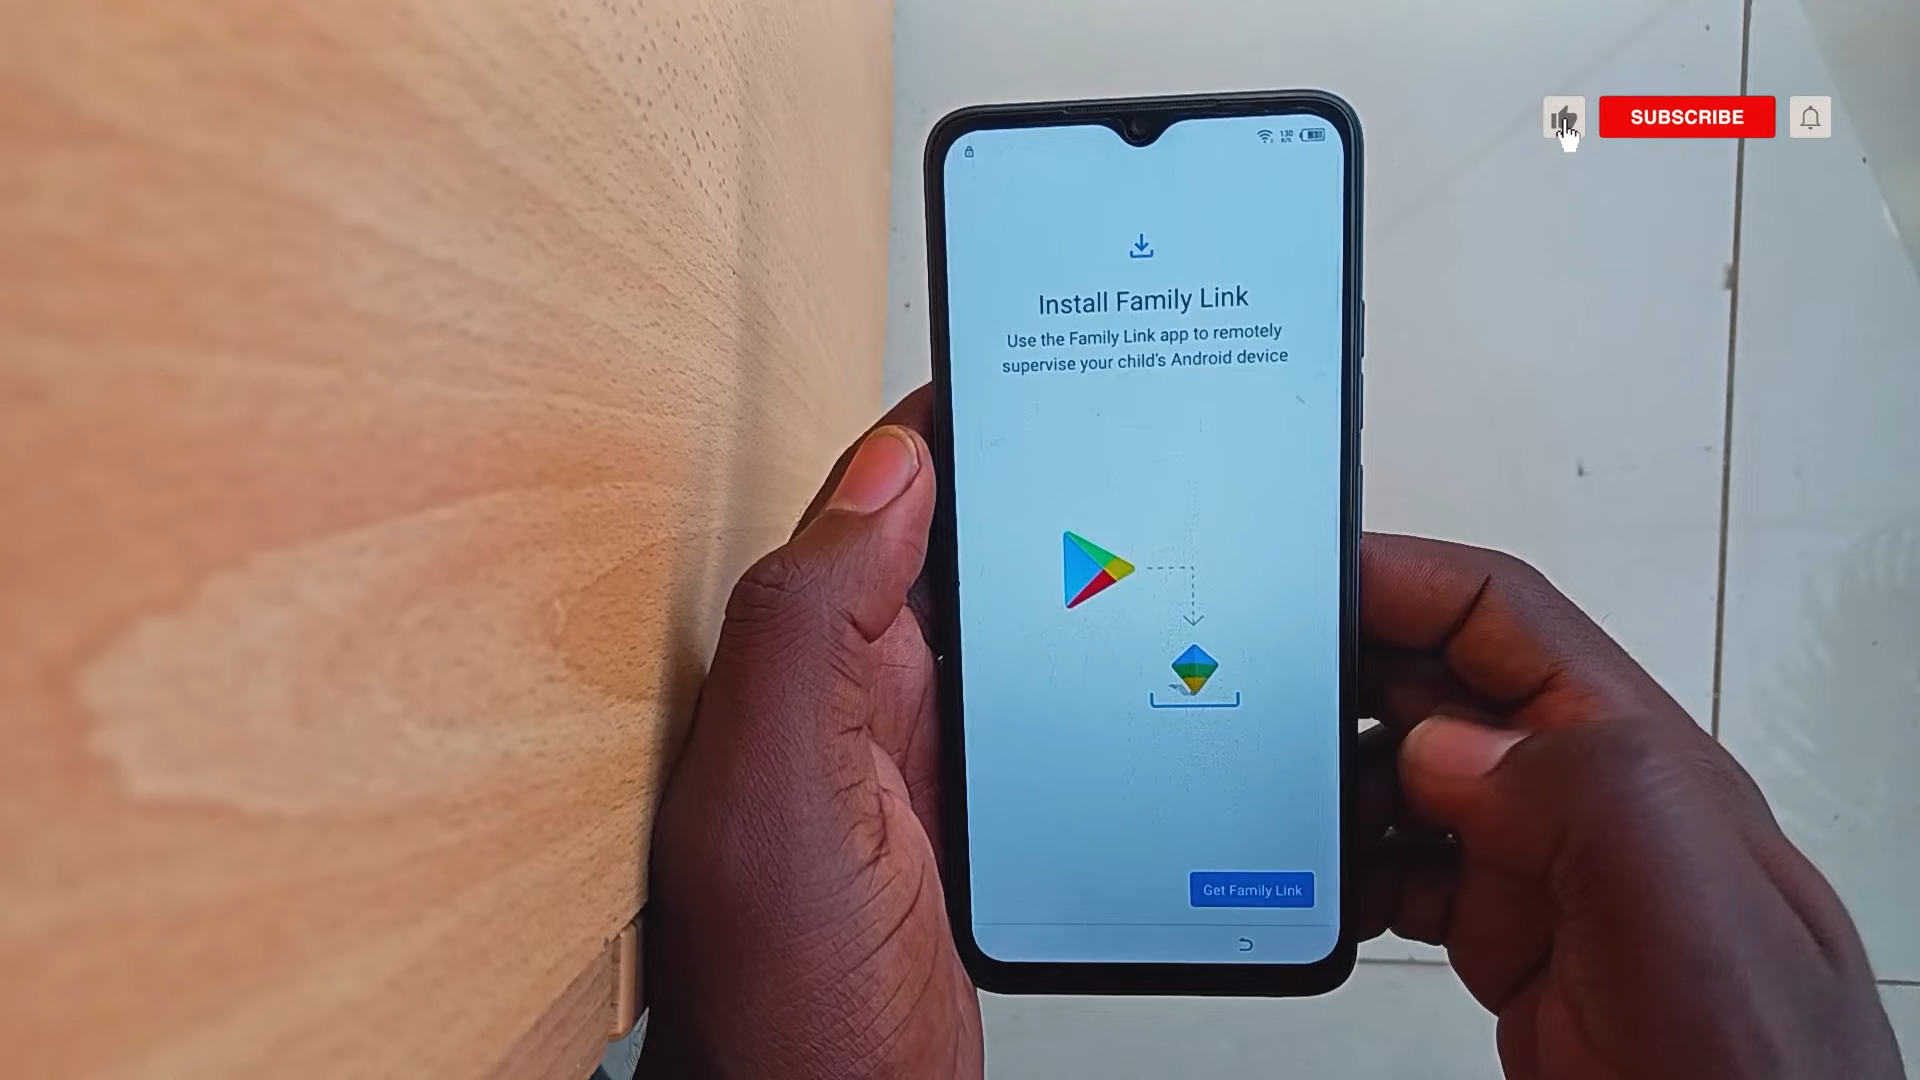 SUBSCRIBE
130
K/S
Install Family Link
Use the Family Link app to remotely
supervise your child's Android device
Get Family Link